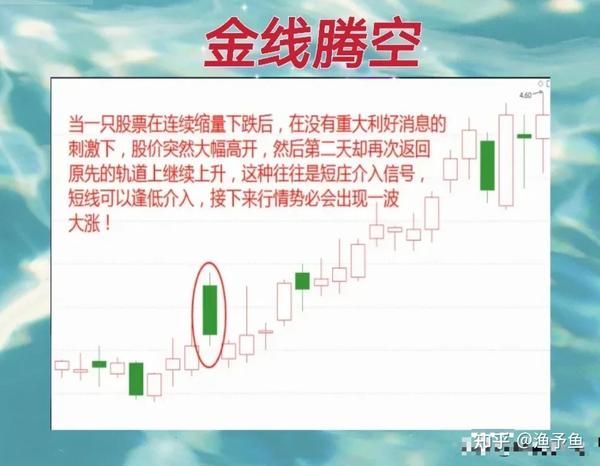 金线腾空
当一只股票在连续缩量下跌后，在没有重大利好消息的
刺激下，股价突然大幅高开，然后第二天却再次返回
原先的轨道上继续上升，这种往往是短庄介入信号，
短线可以逢低介入，接下来行情势必会出现一波
大涨！
4.60
知乎 @渔予鱼